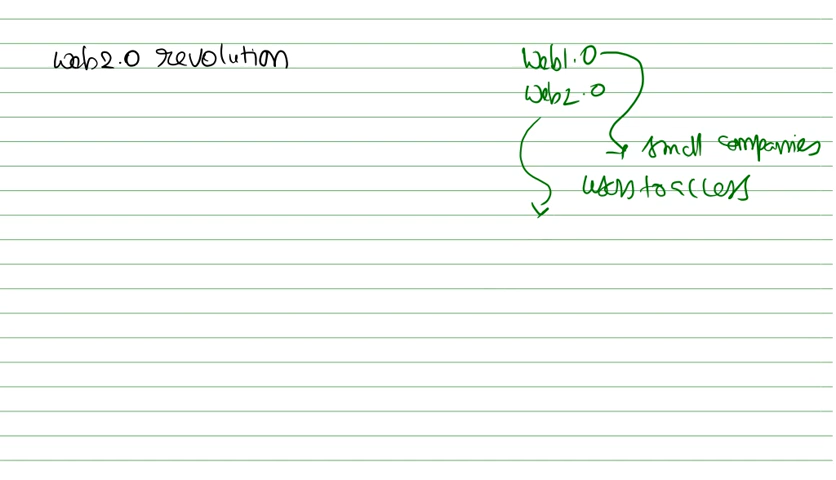 web2.0 revolution
Web1.0
Web2.0
small companies
users to access